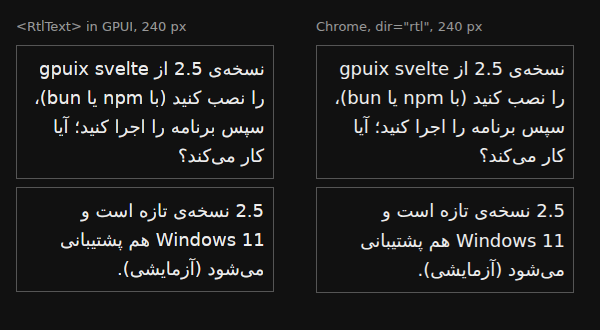 <RtlText> in GPUI, 240 px
نسخه‌ی 2.5 از gpuix svelte
را نصب کنید (با npm یا bun)،
سپس برنامه را اجرا کنید؛ آیا
کار می‌کند؟
2.5 نسخه‌ی تازه است و
Windows 11 هم پشتیبانی
می‌شود (آزمایشی).
Chrome, dir="rtl", 240 px
نسخه‌ی 2.5 از gpuix svelte
را نصب کنید (با npm یا bun)،
سپس برنامه را اجرا کنید؛ آیا
کار می‌کند؟
2.5 نسخه‌ی تازه است و
Windows 11 هم پشتیبانی
می‌شود (آزمایشی).